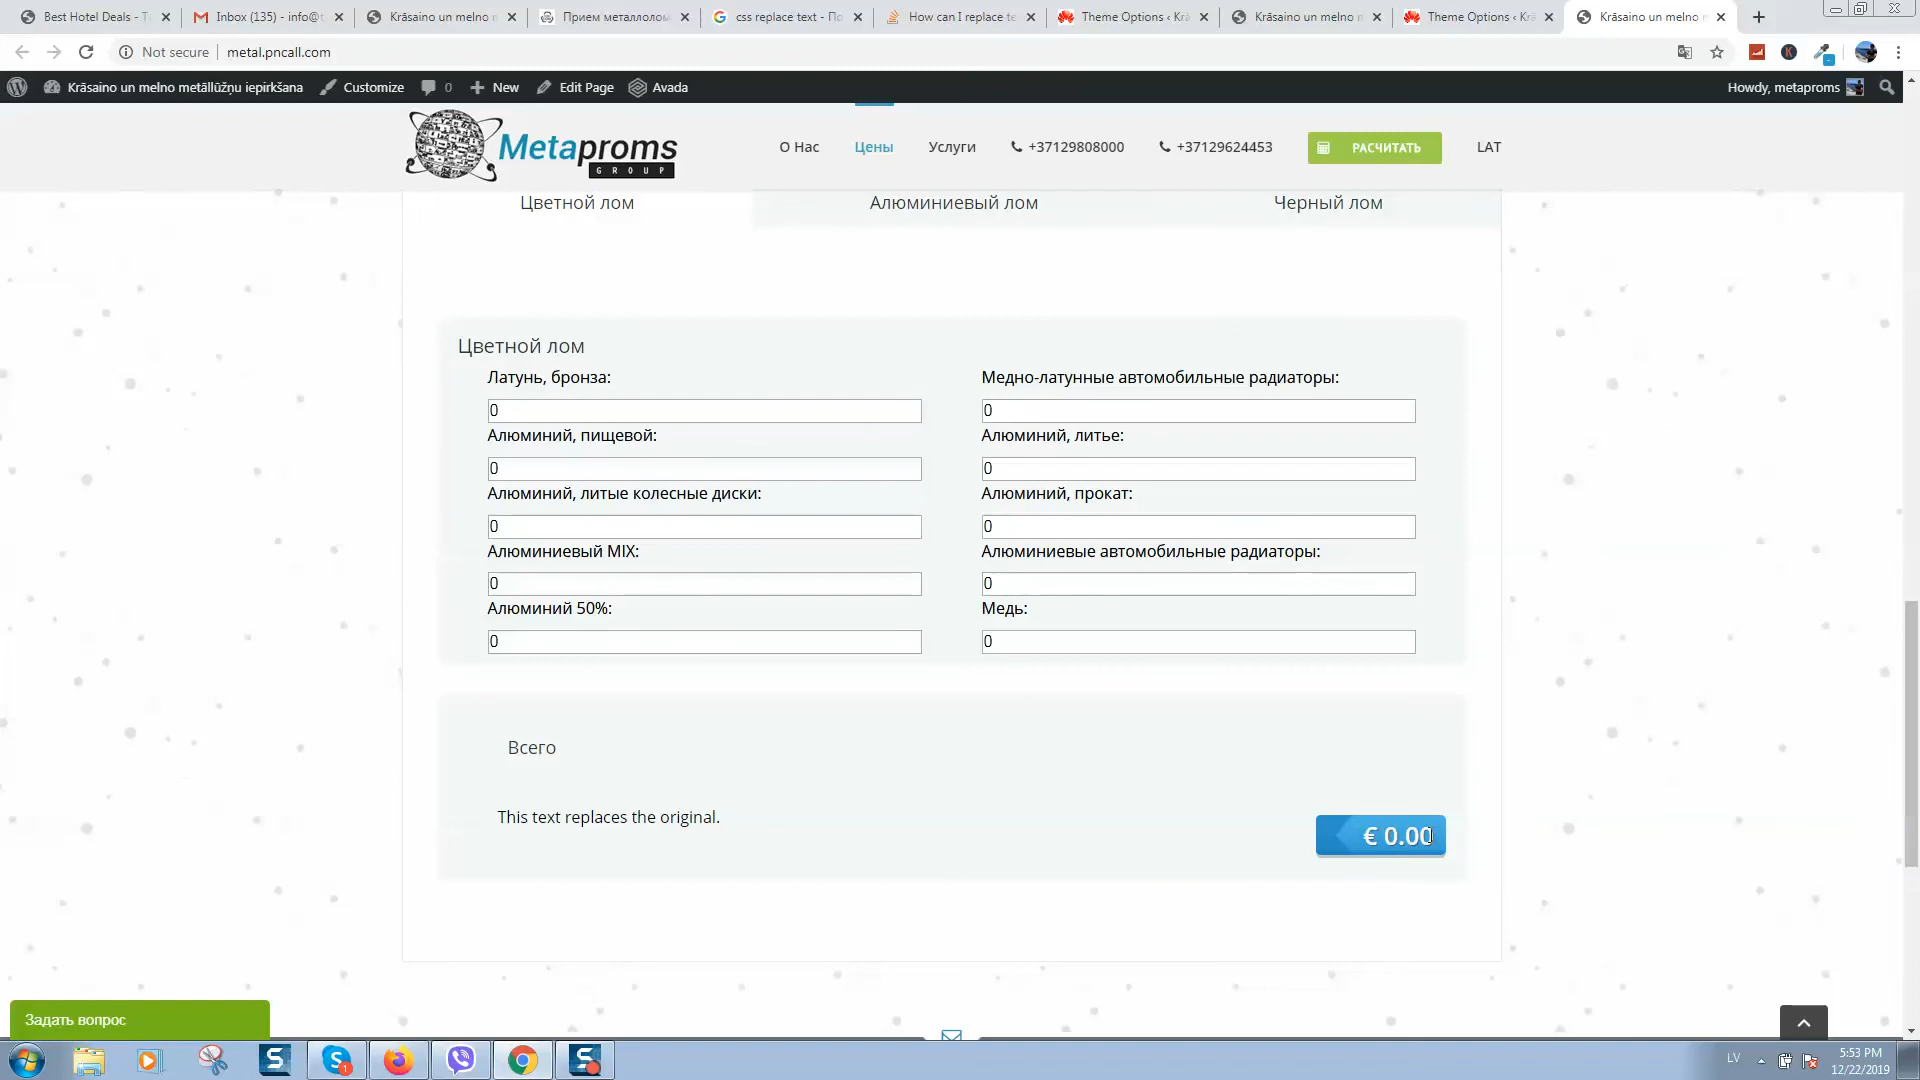 Best Hotel Deals - T
Inbox (135) - info@t
Krāsaino un melno m
Прием металлолом
css replace text - По
How can I replace te
Theme Options ‹ Krā
Krāsaino un melno m
Theme Options ‹ Krā
Krāsaino un melno m
Not secure
metal.pncall.com
Krāsaino un melno metāllūžņu iepirkšana
Customize
0
New
Edit Page
Avada
Howdy, metaproms
Metaproms
GROUP
О Нас
Цены
Услуги
+37129808000
+37129624453
РАСЧИТАТЬ
LAT
Цветной лом
Алюминиевый лом
Черный лом
Цветной лом
Латунь, бронза:
Медно-латунные автомобильные радиаторы:
0
0
Алюминий, пищевой:
Алюминий, литье:
0
0
Алюминий, литые колесные диски:
Алюминий, прокат:
0
0
Алюминиевый MIX:
Алюминиевые автомобильные радиаторы:
0
0
Алюминий 50%:
Медь:
0
0
Всего
This text replaces the original.
€ 0.00
Задать вопрос
LV
5:53 PM
12/22/2019